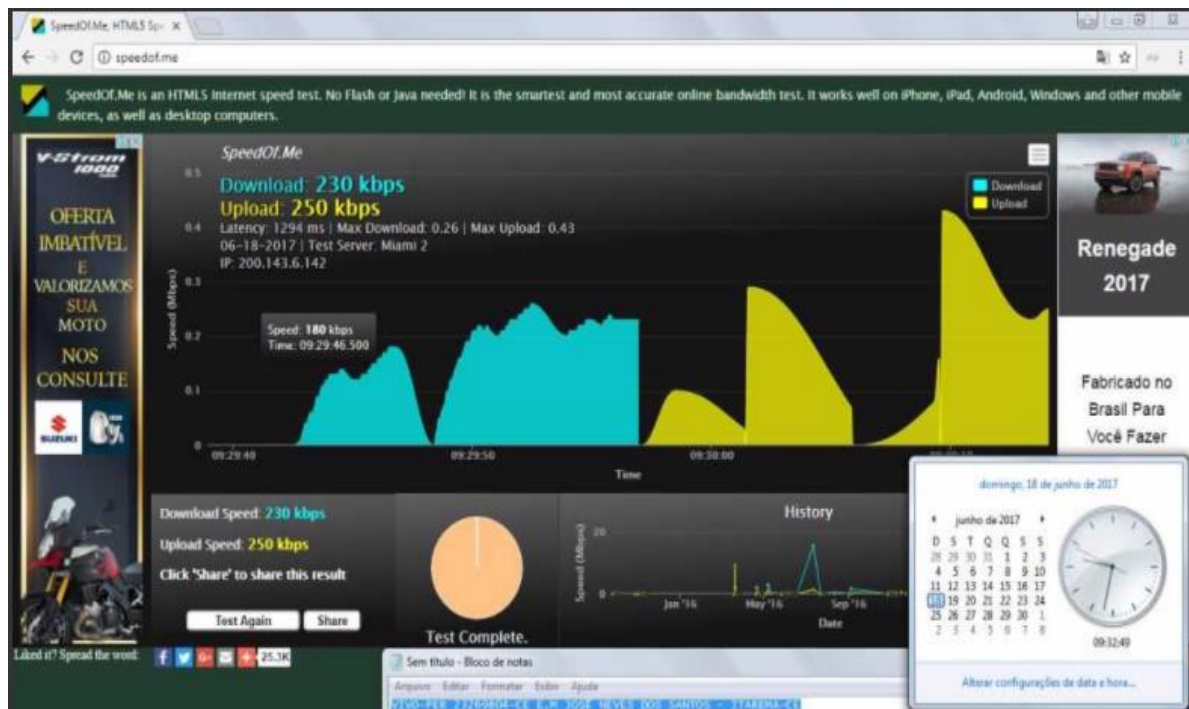 SpeedOf.Me, HTML5 Spe
speedof.me
SpeedOf.Me is an HTML5 Internet speed test. No Flash or Java needed! It is the smartest and most accurate online bandwidth test. It works well on iPhone, iPad, Android, Windows and other mobile
devices, as well as desktop computers.
V-Strom
1000
OFERTA
IMBATÍVEL
E
VALORIZAMOS
SUA
MOTO
NOS
CONSULTE
SUZUKI
SpeedOf.Me
Download: 230 kbps
Upload: 250 kbps
Latency: 1294 ms | Max Download: 0.26 | Max Upload: 0.43
06-18-2017 | Test Server: Miami 2
IP: 200.143.6.142
Download
Upload
Speed (Mbps)
0.5
0.4
0.3
0.2
0.1
0
Speed: 180 kbps
Time: 09:29:46.500
09:29:40
09:29:50
09:30:00
Time
Renegade
2017
Fabricado no
Brasil Para
Você Fazer
Download Speed: 230 kbps
Upload Speed: 250 kbps
Click 'Share' to share this result
Test Again
Share
Test Complete.
History
Speed (Mbps)
20
0
Jan '16
May '16
Sep '16
Date
domingo, 18 de junho de 2017
junho de 2017
D S T Q Q S S
28 29 30 31 1 2 3
4 5 6 7 8 9 10
11 12 13 14 15 16 17
18 19 20 21 22 23 24
25 26 27 28 29 30 1
2 3 4 5 6 7 8
09:32:49
Alterar configurações de data e hora...
Liked it? Spread the word:
25.3K
Sem título - Bloco de notas
Arquivo Editar Formatar Exibir Ajuda
VIVO-PER 23269804-CE E.M JOSÉ NEVES DOS SANTOS - ITAREMA-CE